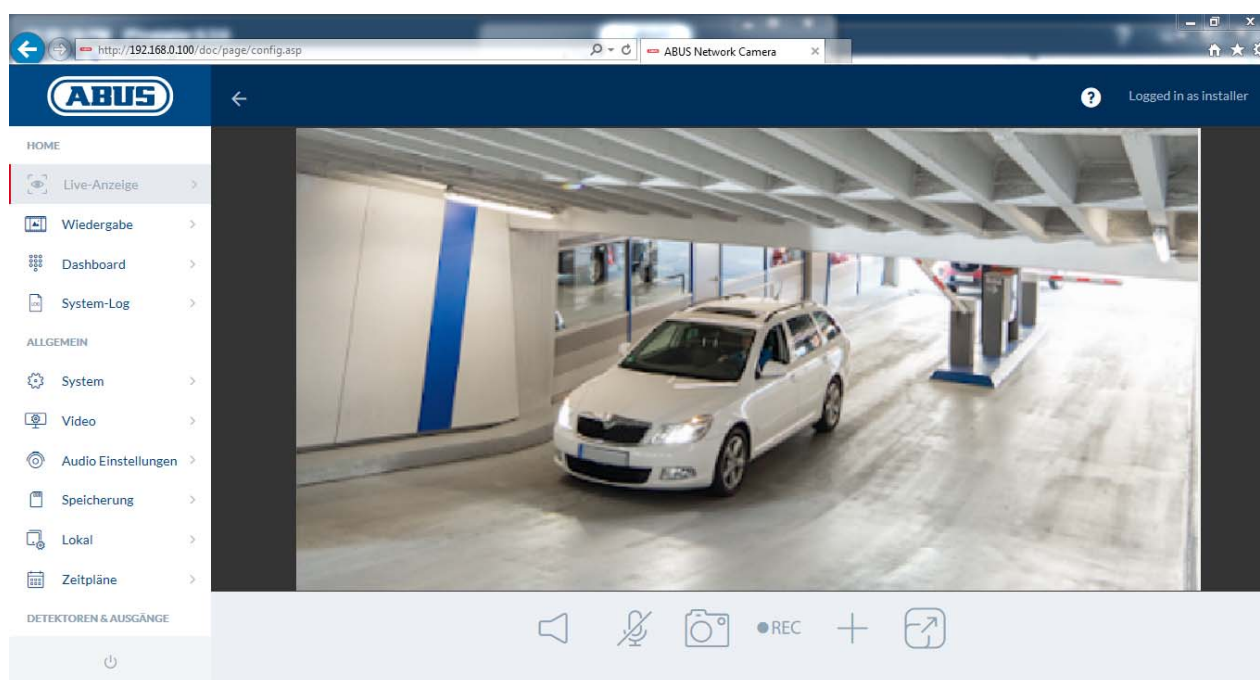 http://192.168.0.100/doc/page/config.asp
ABUS Network Camera
ABUS
Logged in as installer
HOME
Live-Anzeige
Wiedergabe
Dashboard
LOG
System-Log
ALLGEMEIN
System
Video
Audio Einstellungen
Speicherung
Lokal
Zeitpläne
DETEKTOREN & AUSGÄNGE
REC